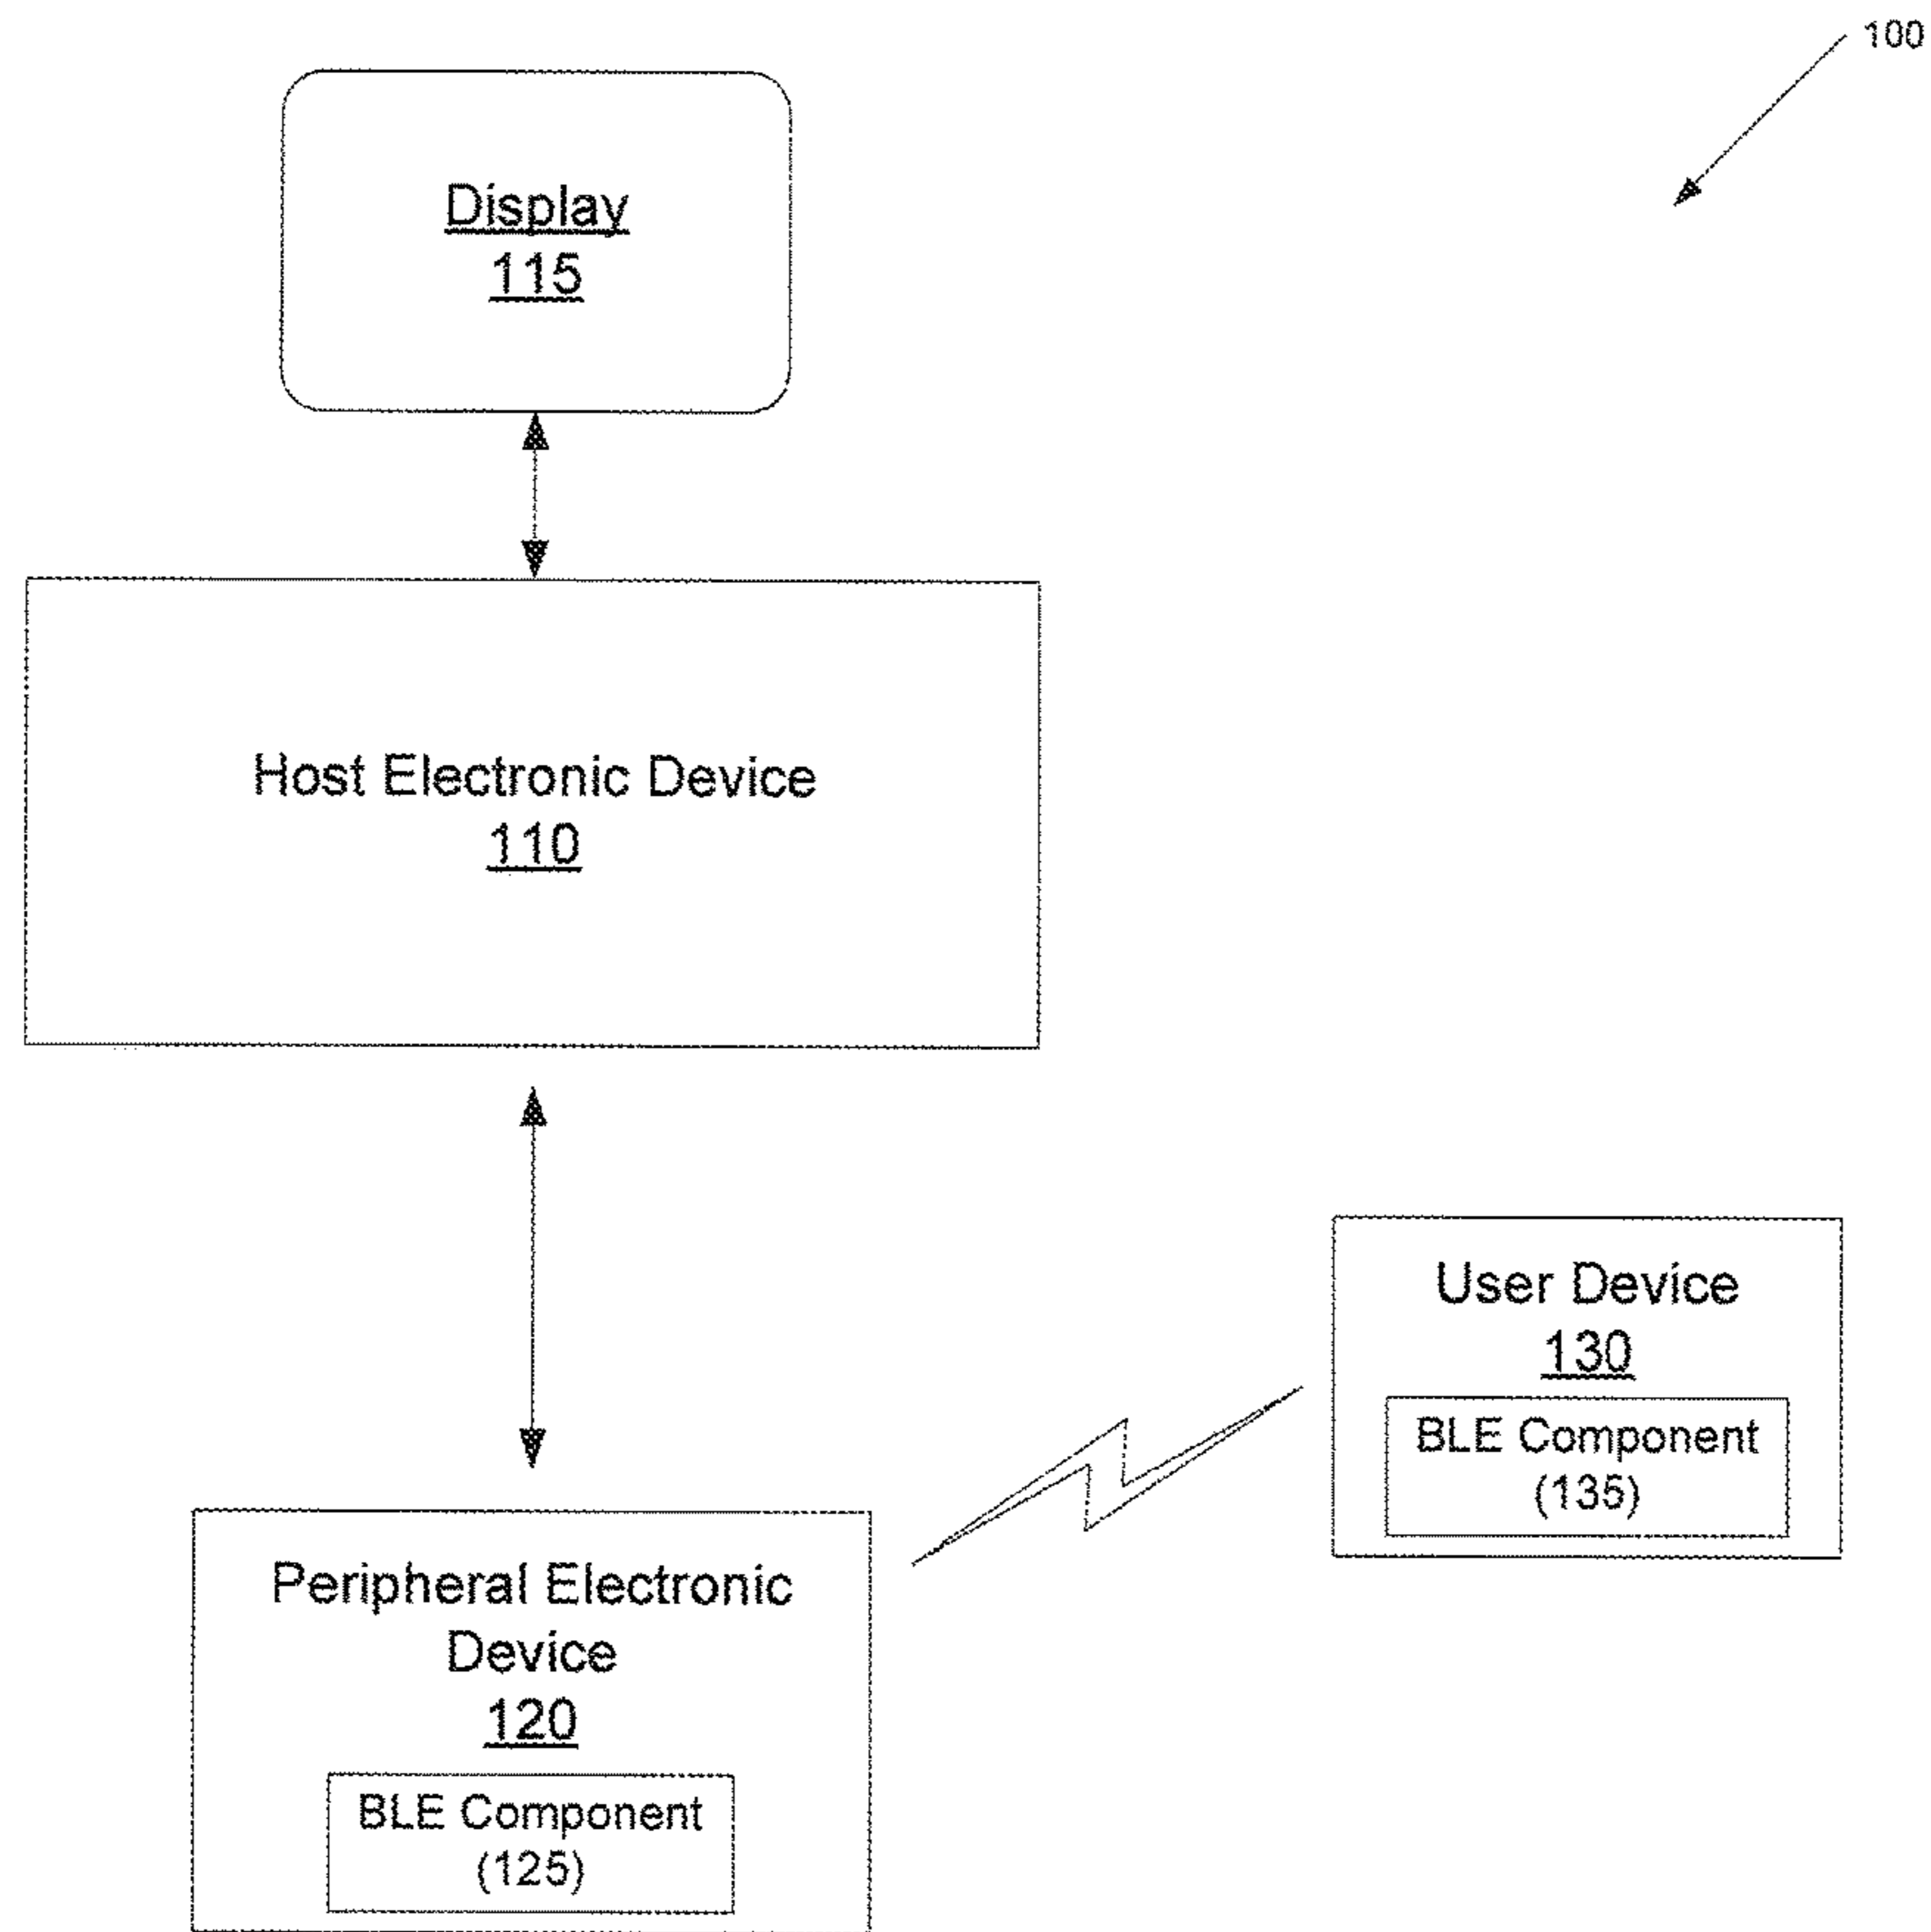 100
Display
115
Host Electronic Device
110
User Device
130
BLE Component
(135)
Peripheral Electronic
Device
120
BLE Component
(125)